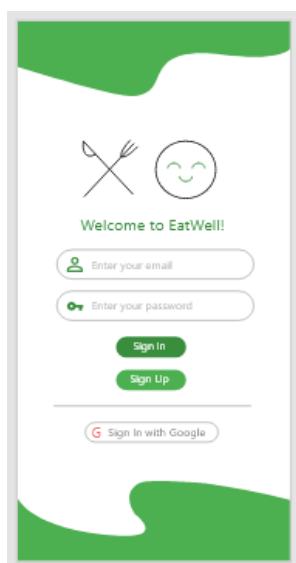 Welcome to EatWell!
Enter your email
Enter your password
Sign In
Sign Up
G Sign In with Google